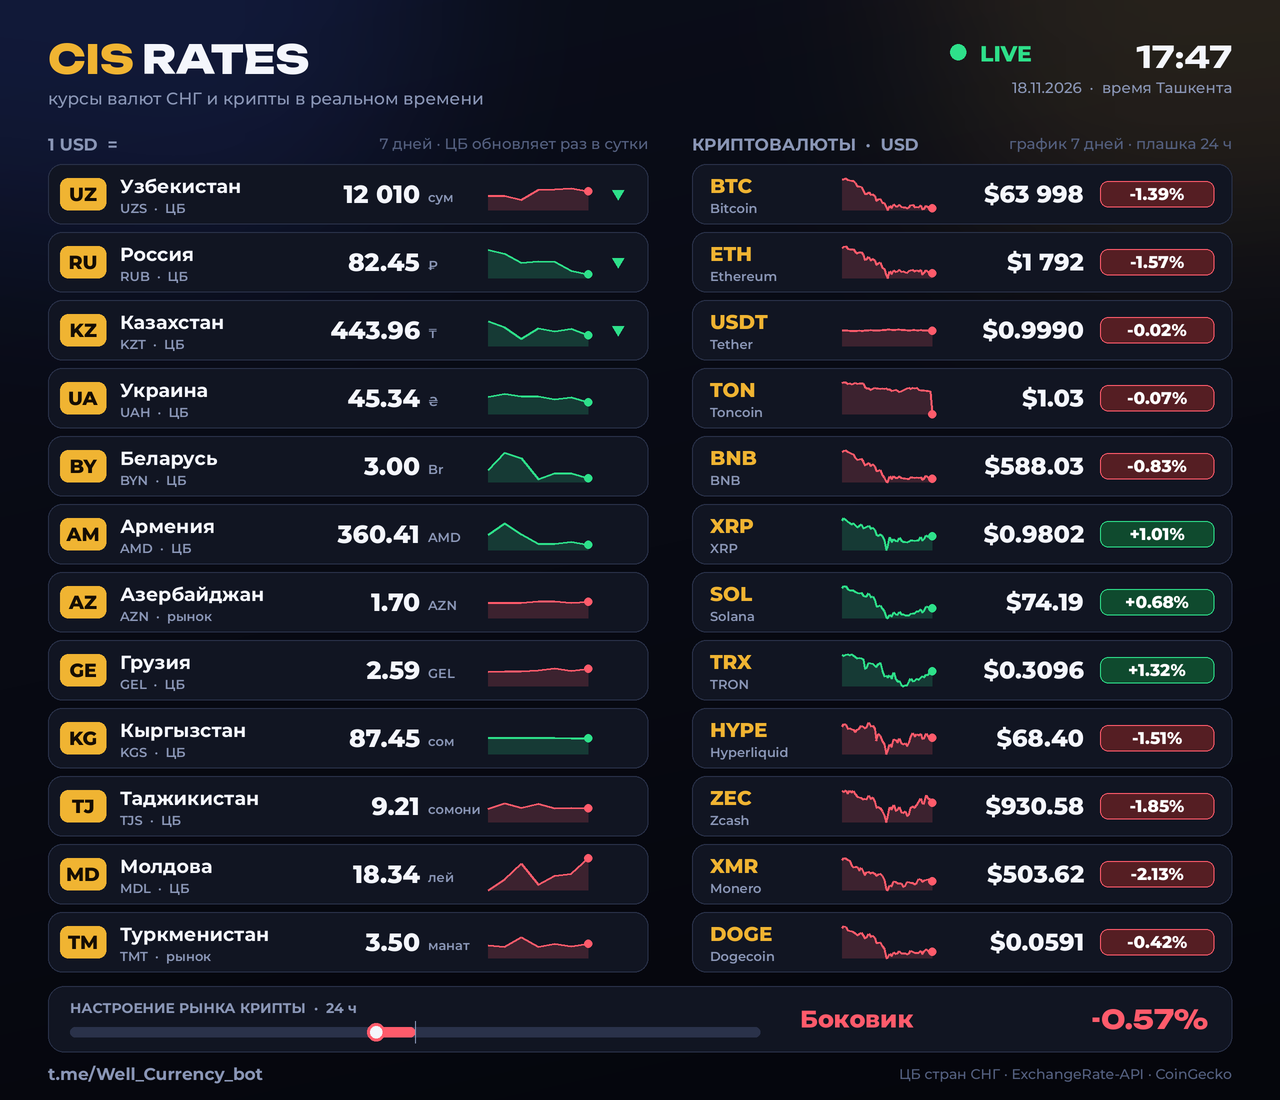 CIS RATES
курсы валют СНГ и крипты в реальном времени
LIVE
17:47
18.11.2026 · время Ташкента
1 USD =
7 дней · ЦБ обновляет раз в сутки
UZ Узбекистан 12 010 сум
UZS · ЦБ
RU Россия 82.45 ₽
RUB · ЦБ
KZ Казахстан 443.96 ₸
KZT · ЦБ
UA Украина 45.34 ₴
UAH · ЦБ
BY Беларусь 3.00 Br
BYN · ЦБ
AM Армения 360.41 AMD
AMD · ЦБ
AZ Азербайджан 1.70 AZN
AZN · рынок
GE Грузия 2.59 GEL
GEL · ЦБ
KG Кыргызстан 87.45 сом
KGS · ЦБ
TJ Таджикистан 9.21 сомони
TJS · ЦБ
MD Молдова 18.34 лей
MDL · ЦБ
TM Туркменистан 3.50 манат
TMT · рынок
КРИПТОВАЛЮТЫ · USD
график 7 дней · плашка 24 ч
BTC $63 998 -1.39%
Bitcoin
ETH $1 792 -1.57%
Ethereum
USDT $0.9990 -0.02%
Tether
TON $1.03 -0.07%
Toncoin
BNB $588.03 -0.83%
BNB
XRP $0.9802 +1.01%
XRP
SOL $74.19 +0.68%
Solana
TRX $0.3096 +1.32%
TRON
HYPE $68.40 -1.51%
Hyperliquid
ZEC $930.58 -1.85%
Zcash
XMR $503.62 -2.13%
Monero
DOGE $0.0591 -0.42%
Dogecoin
НАСТРОЕНИЕ РЫНКА КРИПТЫ · 24 ч
Боковик
-0.57%
t.me/Well_Currency_bot
ЦБ стран СНГ · ExchangeRate-API · CoinGecko